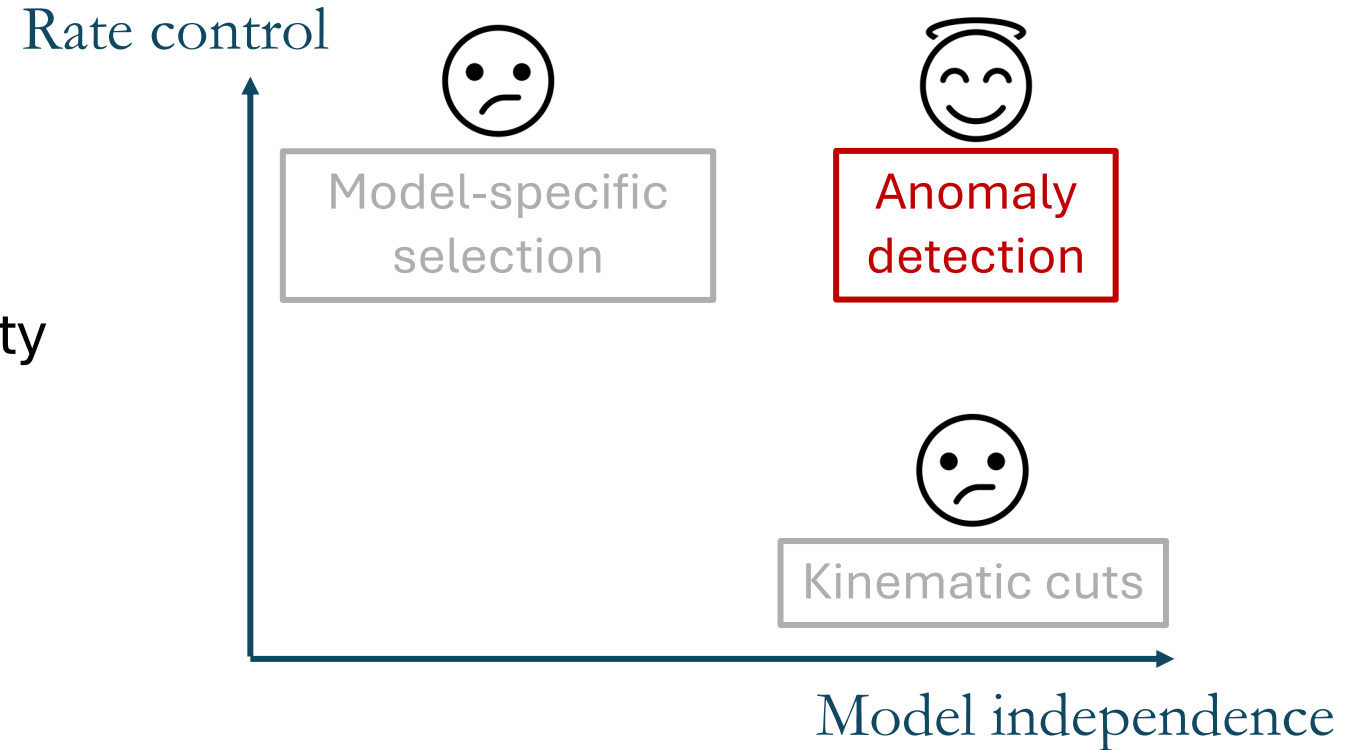 Rate control
Model-specific
selection
Anomaly
detection
ty
Kinematic cuts
Model independence